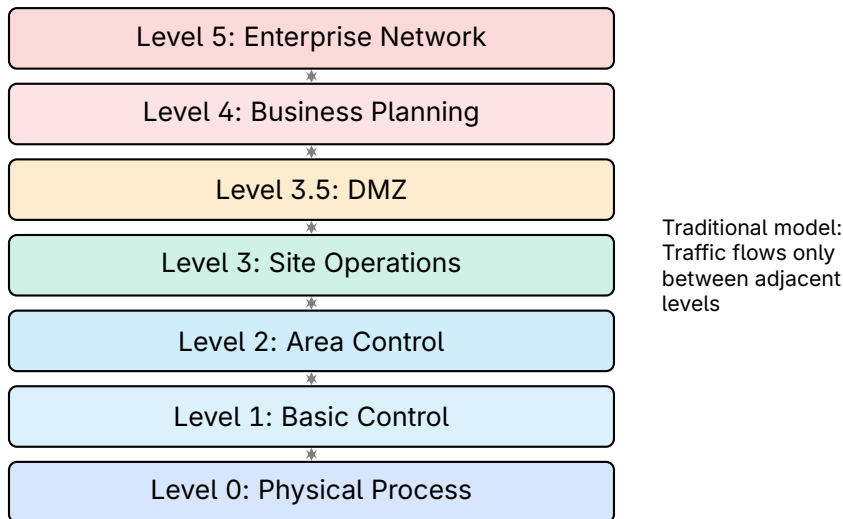 Level 5: Enterprise Network
Level 4: Business Planning
Level 3.5: DMZ
Level 3: Site Operations
Level 2: Area Control
Level 1: Basic Control
Level 0: Physical Process
Traditional model:
Traffic flows only
between adjacent
levels